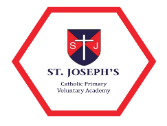 S J
ST. JOSEPH'S
Catholic Primary
Voluntary Academy